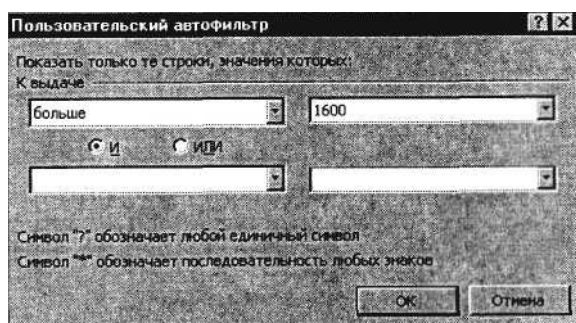 Пользовательский автофильтр
Показать только те строки, значения которых:
К выдаче
больше 1600
И ИЛИ
Символ "?" обозначает любой единичный символ
Символ "*" обозначает последовательность любых знаков
ОК Отмена